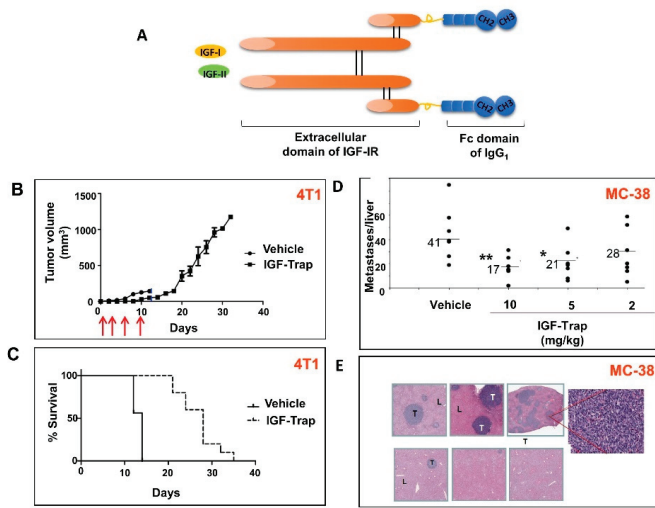 A
IGF-I
IGF-II
CH2 CH3
CH2 CH3
Extracellular
domain of IGF-IR
Fc domain
of IgG1
B
4T1
Tumor volume
(mm3)
1500
1000
500
0
0 10 20 30 40
Days
Vehicle
IGF-Trap
C
4T1
% Survival
100
50
0
0 10 20 30 40
Days
Vehicle
IGF-Trap
D
MC-38
Metastases/liver
60
40
20
0
41
**
17
*
21
28
Vehicle 10 5 2
IGF-Trap
(mg/kg)
E
MC-38
T
L
L
T
T
T
T
L